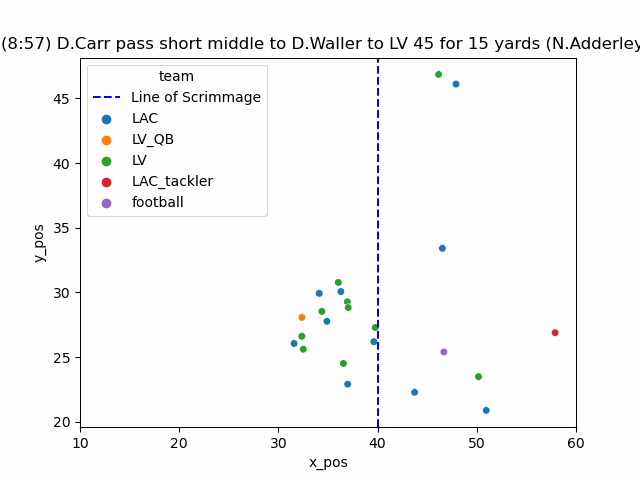 (8:57) D.Carr pass short middle to D.Waller to LV 45 for 15 yards (N.Adderley
team
Line of Scrimmage
LAC
LV_QB
LV
LAC_tackler
football
45
40
35
30
25
20
y_pos
10 20 30 40 50 60
x_pos